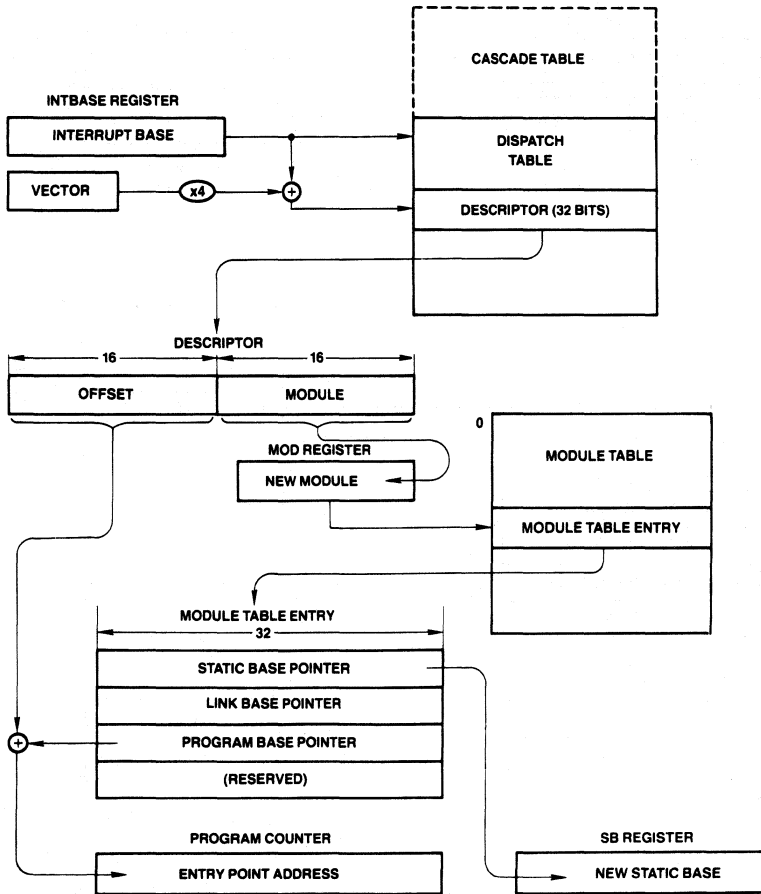 CASCADE TABLE
INTBASE REGISTER
INTERRUPT BASE
DISPATCH
TABLE
VECTOR
x4
+
DESCRIPTOR (32 BITS)
DESCRIPTOR
16
16
OFFSET
MODULE
0
MOD REGISTER
MODULE TABLE
NEW MODULE
MODULE TABLE ENTRY
MODULE TABLE ENTRY
32
STATIC BASE POINTER
LINK BASE POINTER
+
PROGRAM BASE POINTER
(RESERVED)
PROGRAM COUNTER
SB REGISTER
ENTRY POINT ADDRESS
NEW STATIC BASE